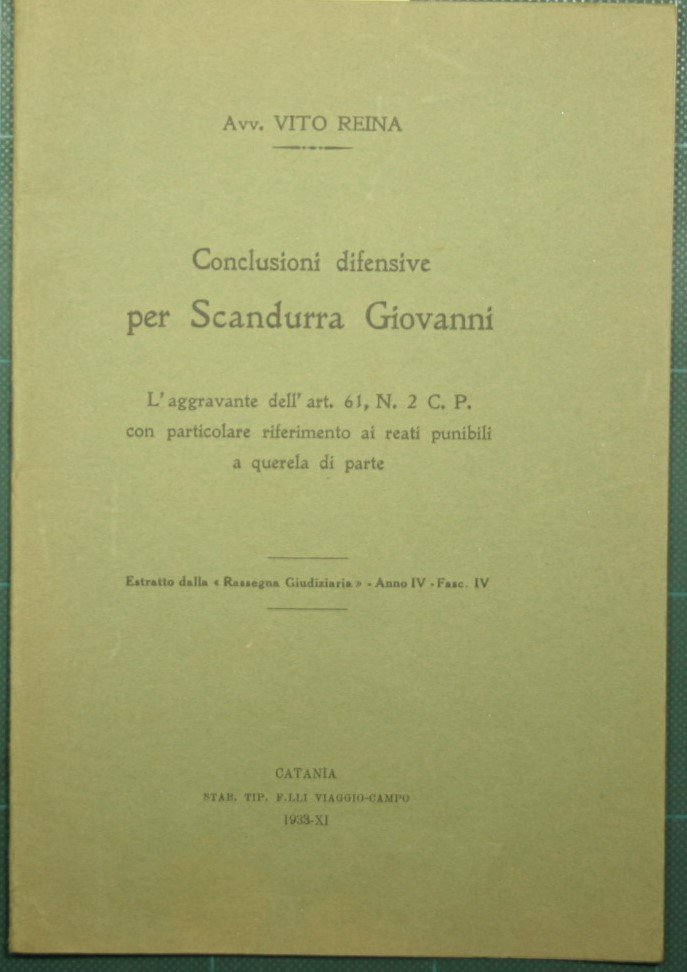 Avv. VITO REINA
Conclusioni difensive
per Scandurra Giovanni
L'aggravante dell'art. 61, N. 2 C. P.
con particolare riferimento ai reati punibili
a querela di parte
Estratto dalla « Rassegna Giudiziaria » - Anno IV - Fasc. IV
CATANIA
STAB. TIP. F.LLI VIAGGIO-CAMPO
1933-XI